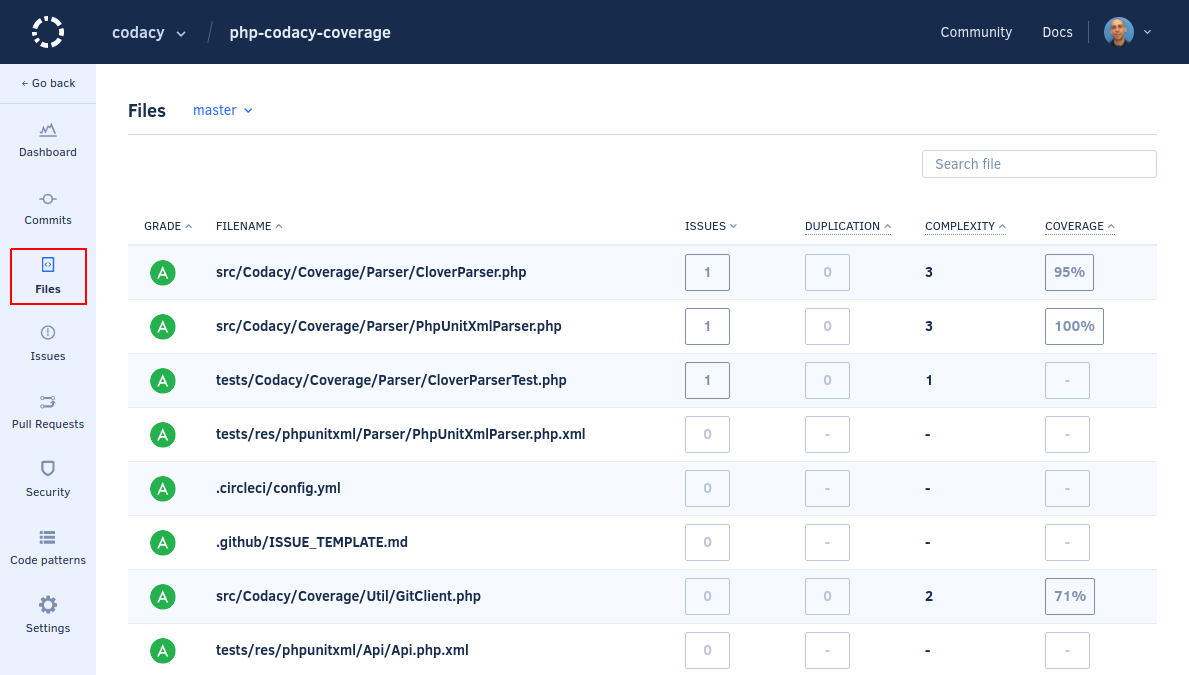 codacy / php-codacy-coverage Community Docs
← Go back
Files master
Dashboard
Search file
Commits
GRADE FILENAME ISSUES DUPLICATION COMPLEXITY COVERAGE
A src/Codacy/Coverage/Parser/CloverParser.php 1 0 3 95%
Files
A src/Codacy/Coverage/Parser/PhpUnitXmlParser.php 1 0 3 100%
Issues
A tests/Codacy/Coverage/Parser/CloverParserTest.php 1 0 1 -
Pull Requests
A tests/res/phpunitxml/Parser/PhpUnitXmlParser.php.xml 0 - - -
Security
A .circleci/config.yml 0 - - -
A .github/ISSUE_TEMPLATE.md 0 - - -
Code patterns
A src/Codacy/Coverage/Util/GitClient.php 0 0 2 71%
Settings
A tests/res/phpunitxml/Api/Api.php.xml 0 - - -